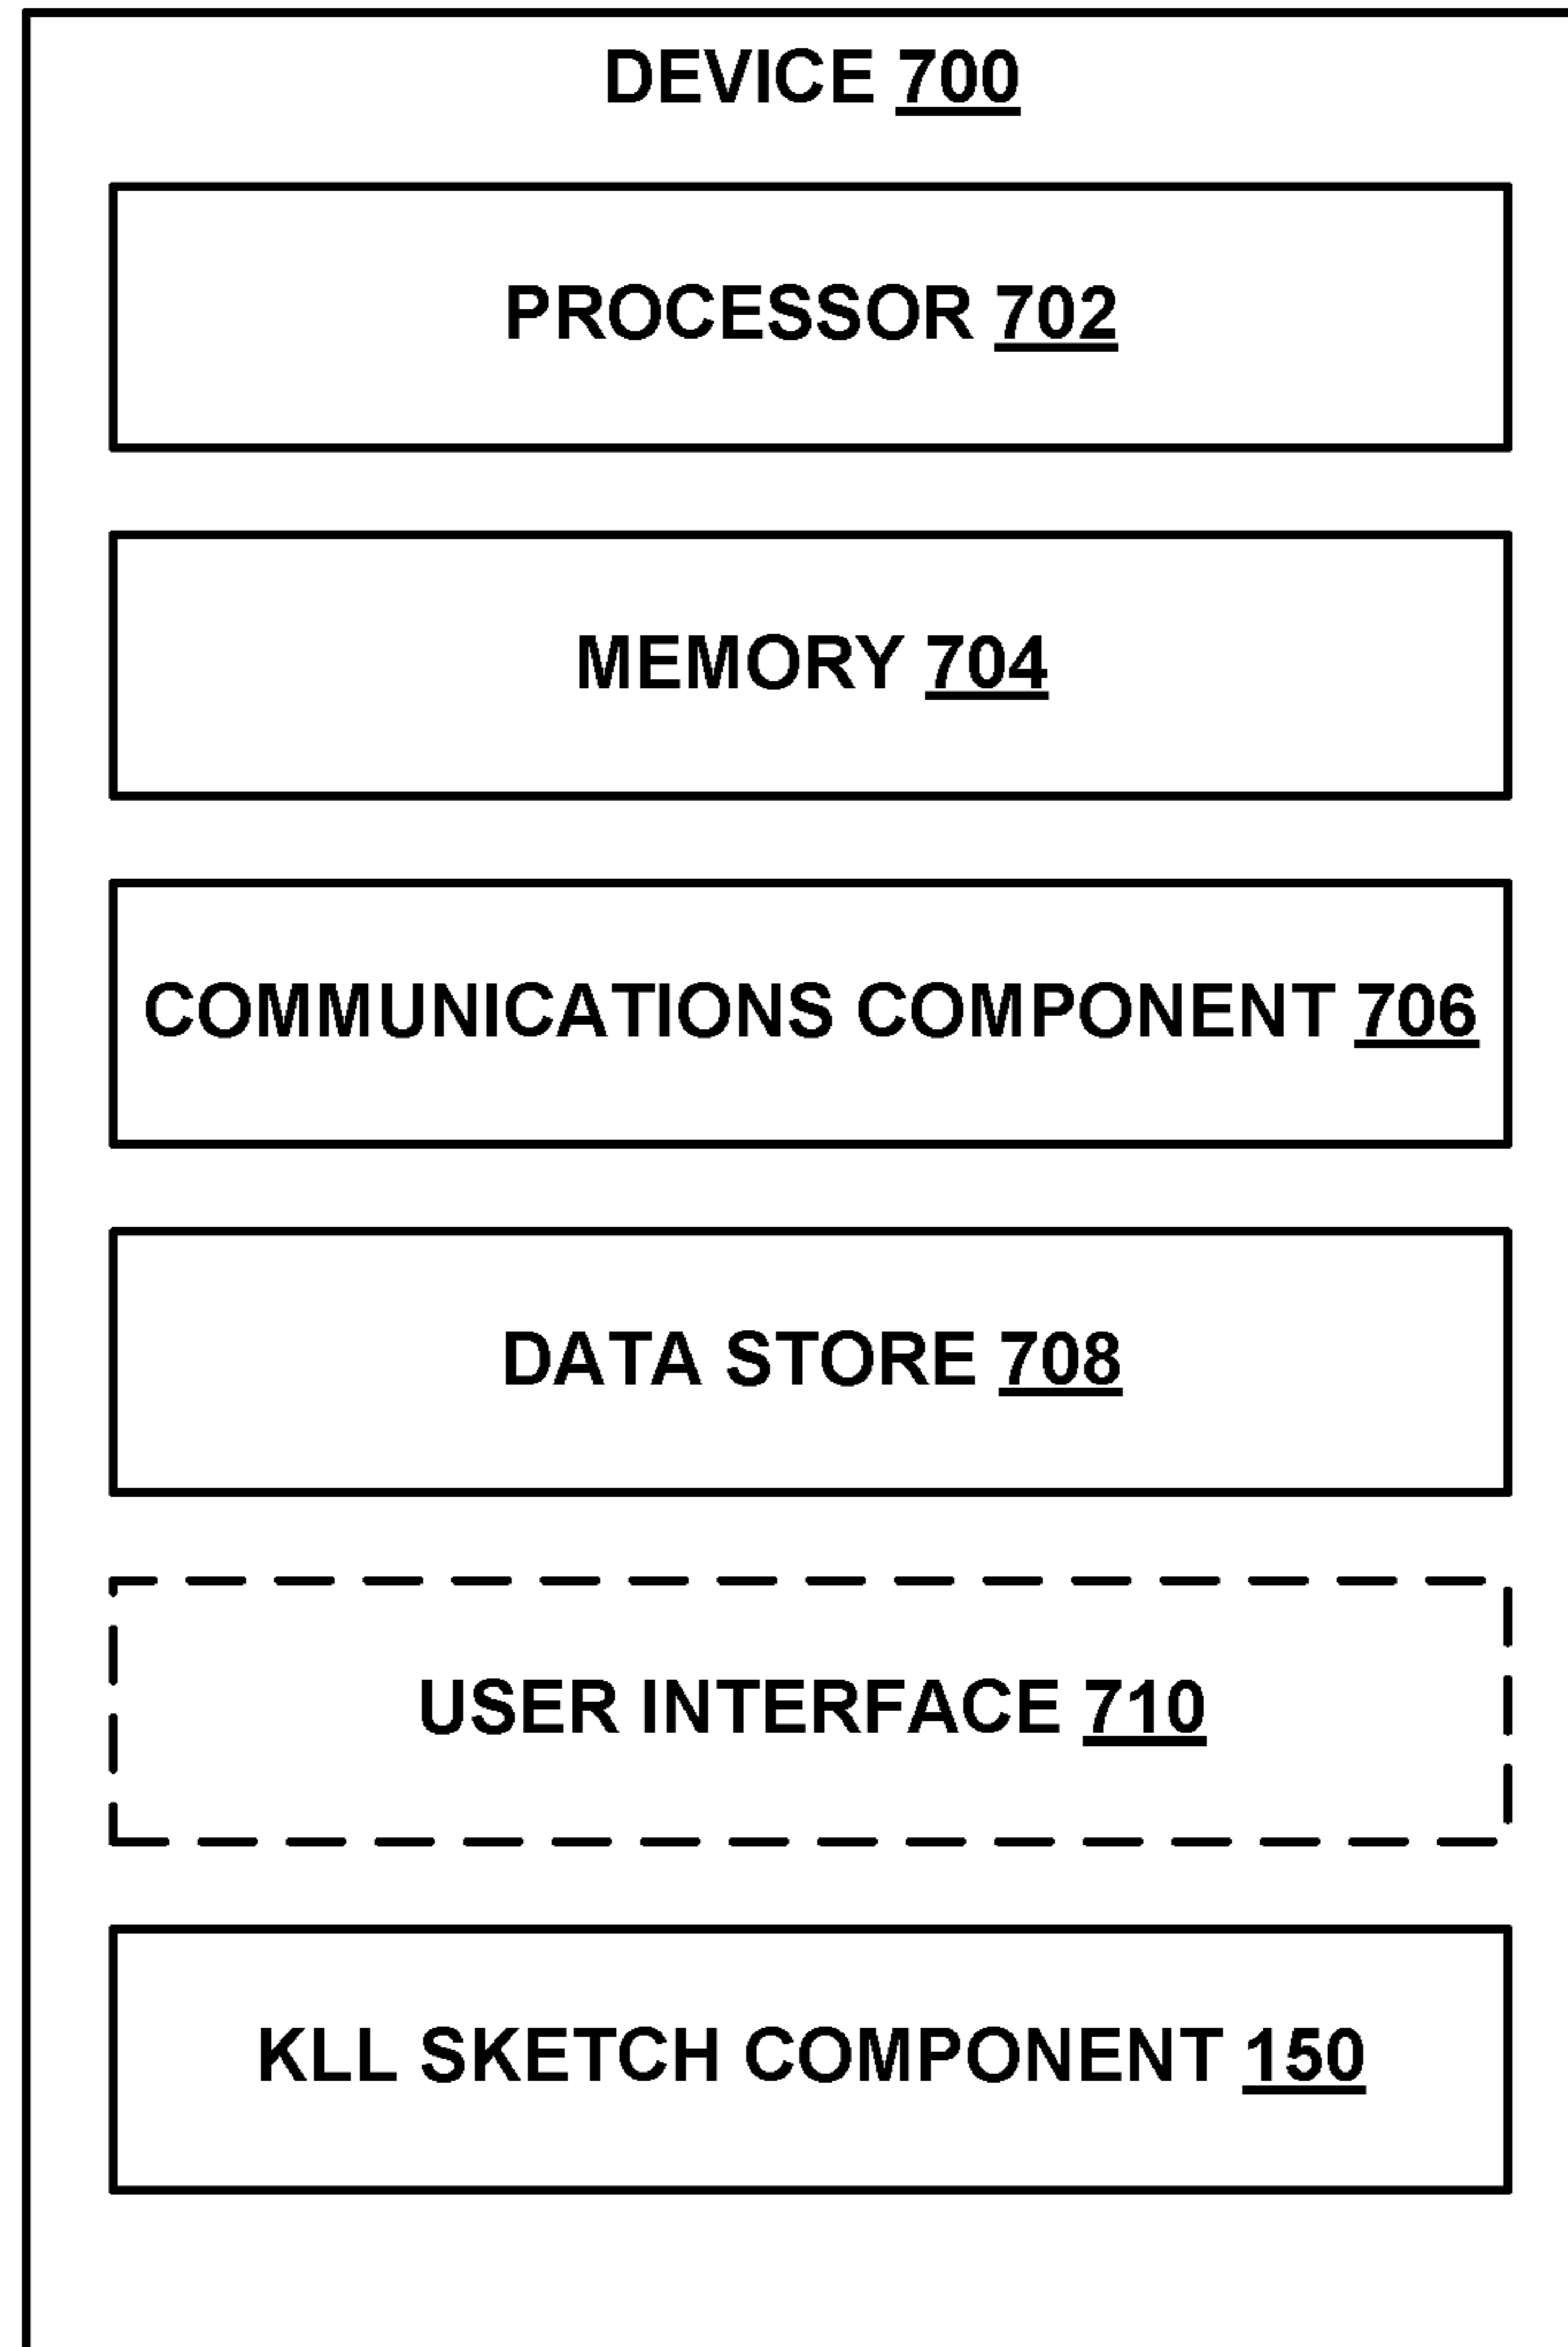 DEVICE 700
PROCESSOR 702
MEMORY 704
COMMUNICATIONS COMPONENT 706
DATA STORE 708
USER INTERFACE 710
KLL SKETCH COMPONENT 150